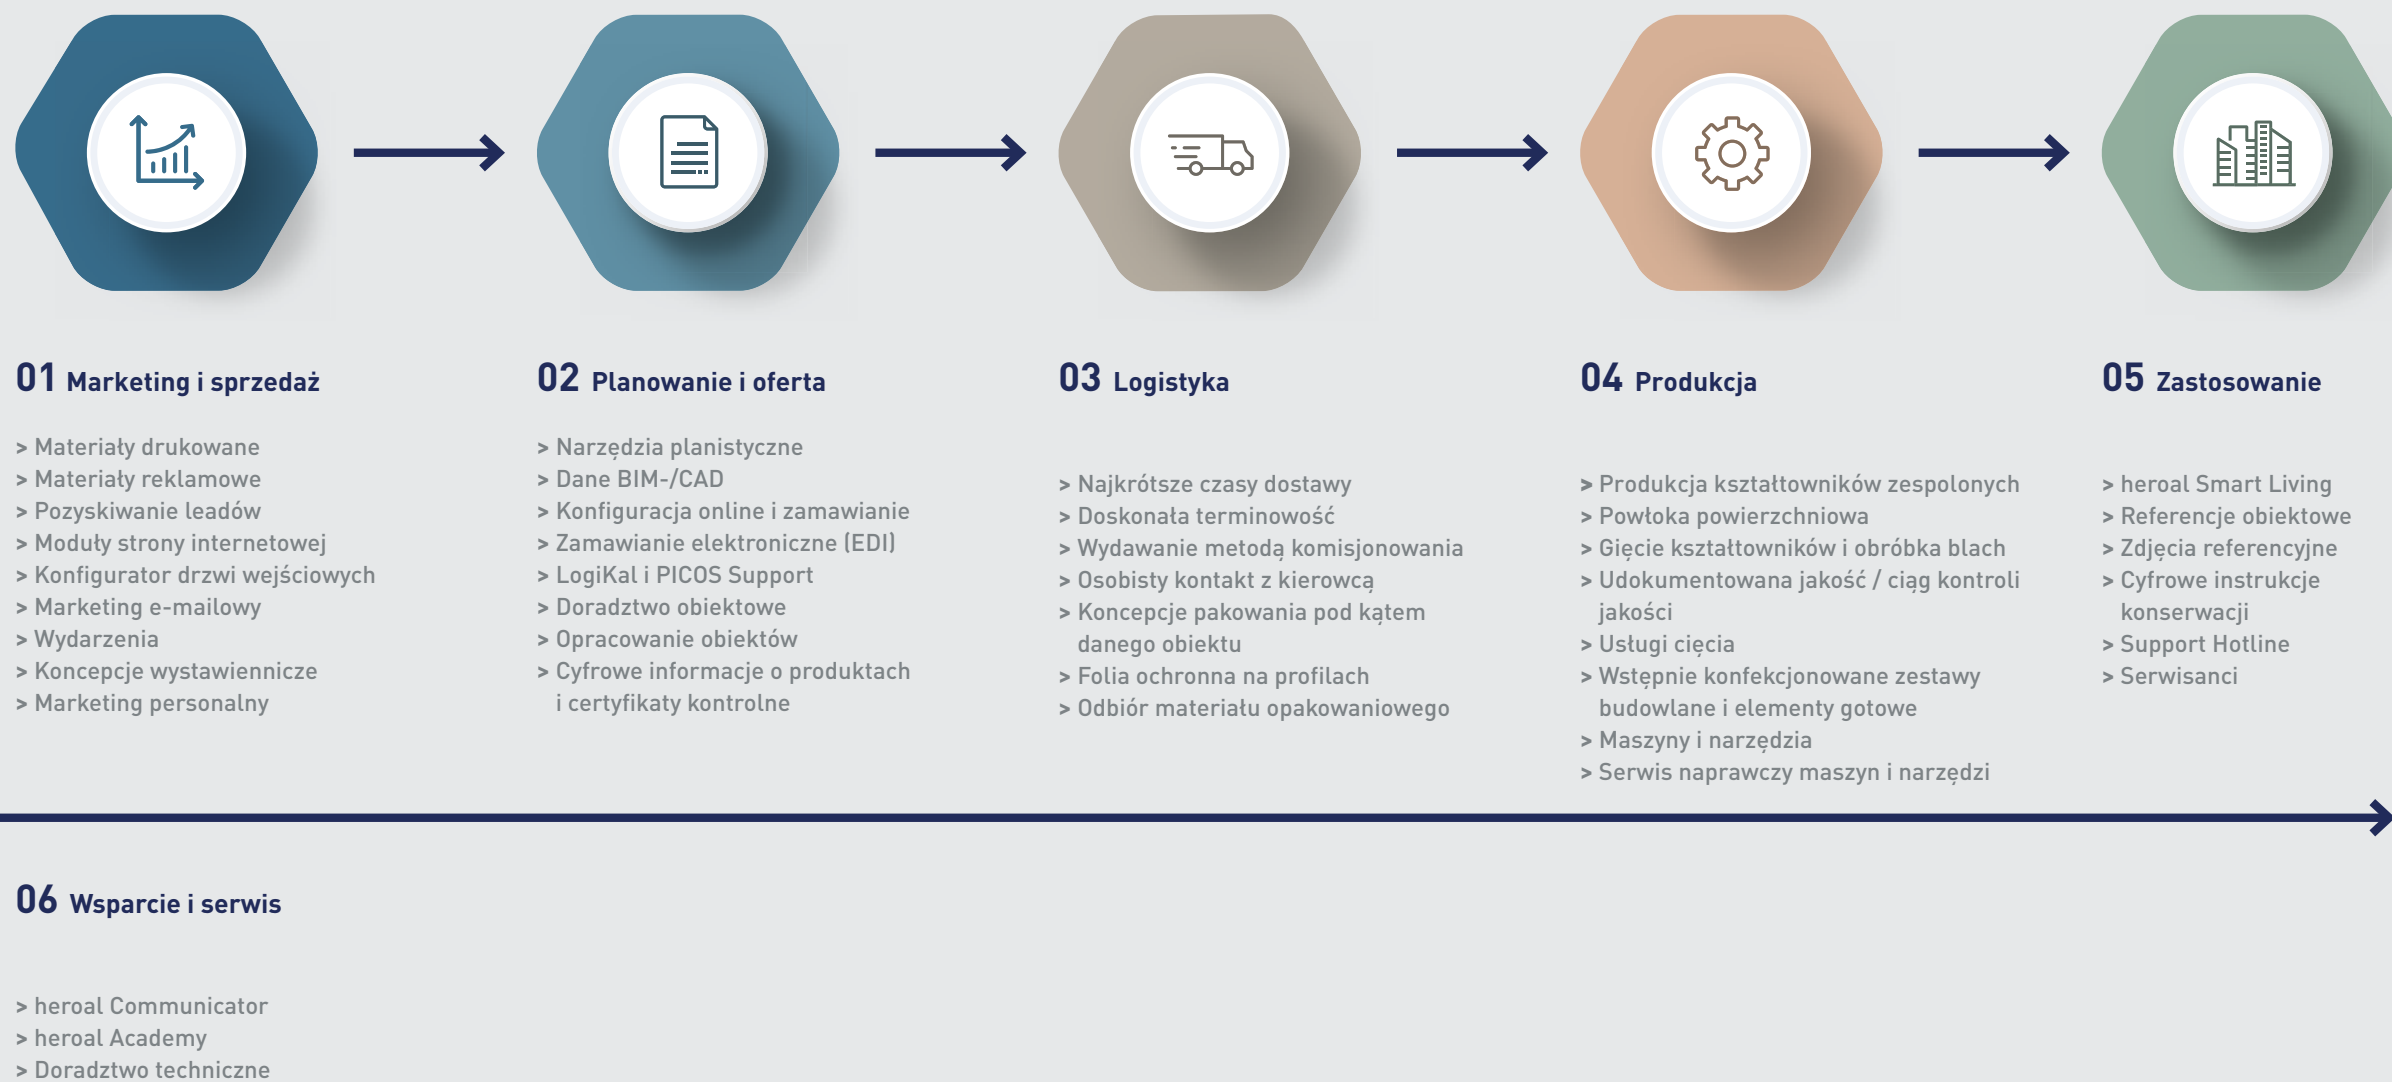 01 Marketing i sprzedaż
> Materiały drukowane
> Materiały reklamowe
> Pozyskiwanie leadów
> Moduły strony internetowej
> Konfigurator drzwi wejściowych
> Marketing e-mailowy
> Wydarzenia
> Koncepcje wystawiennicze
> Marketing personalny
02 Planowanie i oferta
> Narzędzia planistyczne
> Dane BIM-/CAD
> Konfiguracja online i zamawianie
> Zamawianie elektroniczne (EDI)
> LogiKal i PICOS Support
> Doradztwo obiektowe
> Opracowanie obiektów
> Cyfrowe informacje o produktach
i certyfikaty kontrolne
03 Logistyka
> Najkrótsze czasy dostawy
> Doskonała terminowość
> Wydawanie metodą komisjonowania
> Osobisty kontakt z kierowcą
> Koncepcje pakowania pod kątem
danego obiektu
> Folia ochronna na profilach
> Odbiór materiału opakowaniowego
04 Produkcja
> Produkcja kształtowników zespolonych
> Powłoka powierzchniowa
> Gięcie kształtowników i obróbka blach
> Udokumentowana jakość / ciąg kontroli
jakości
> Usługi cięcia
> Wstępnie konfekcjonowane zestawy
budowlane i elementy gotowe
> Maszyny i narzędzia
> Serwis naprawczy maszyn i narzędzi
05 Zastosowanie
> heroal Smart Living
> Referencje obiektowe
> Zdjęcia referencyjne
> Cyfrowe instrukcje
konserwacji
> Support Hotline
> Serwisanci
06 Wsparcie i serwis
> heroal Communicator
> heroal Academy
> Doradztwo techniczne